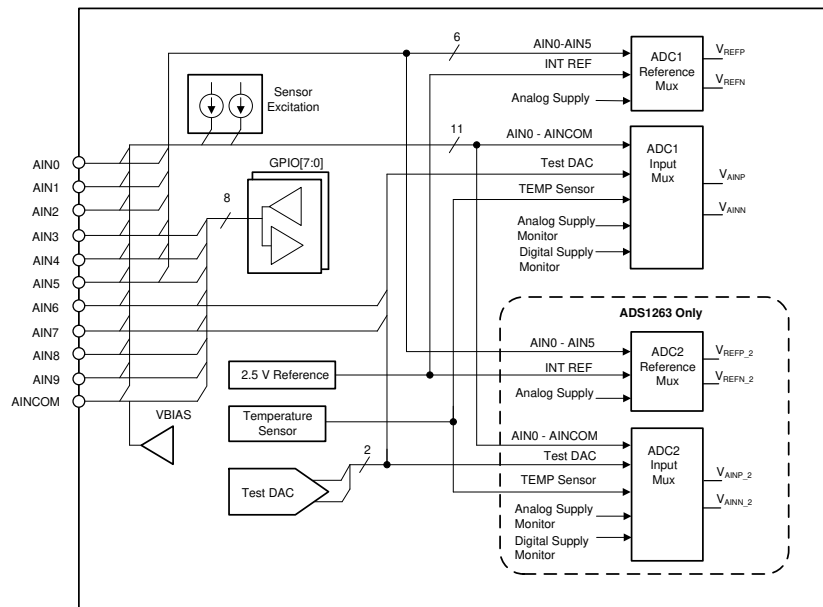 6
AIN0-AIN5
INT REF
Analog Supply
ADC1
Reference
Mux
VREFP
VREFN
Sensor
Excitation
11
AIN0 - AINCOM
Test DAC
TEMP Sensor
Analog Supply
Monitor
Digital Supply
Monitor
ADC1
Input
Mux
VAINP
VAINN
GPIO[7:0]
8
AIN0
AIN1
AIN2
AIN3
AIN4
AIN5
AIN6
AIN7
AIN8
AIN9
AINCOM
VBIAS
2.5 V Reference
Temperature
Sensor
Test DAC
2
ADS1263 Only
AIN0 - AIN5
INT REF
Analog Supply
ADC2
Reference
Mux
VREFP_2
VREFN_2
AIN0 - AINCOM
Test DAC
TEMP Sensor
Analog Supply
Monitor
Digital Supply
Monitor
ADC2
Input
Mux
VAINP_2
VAINN_2